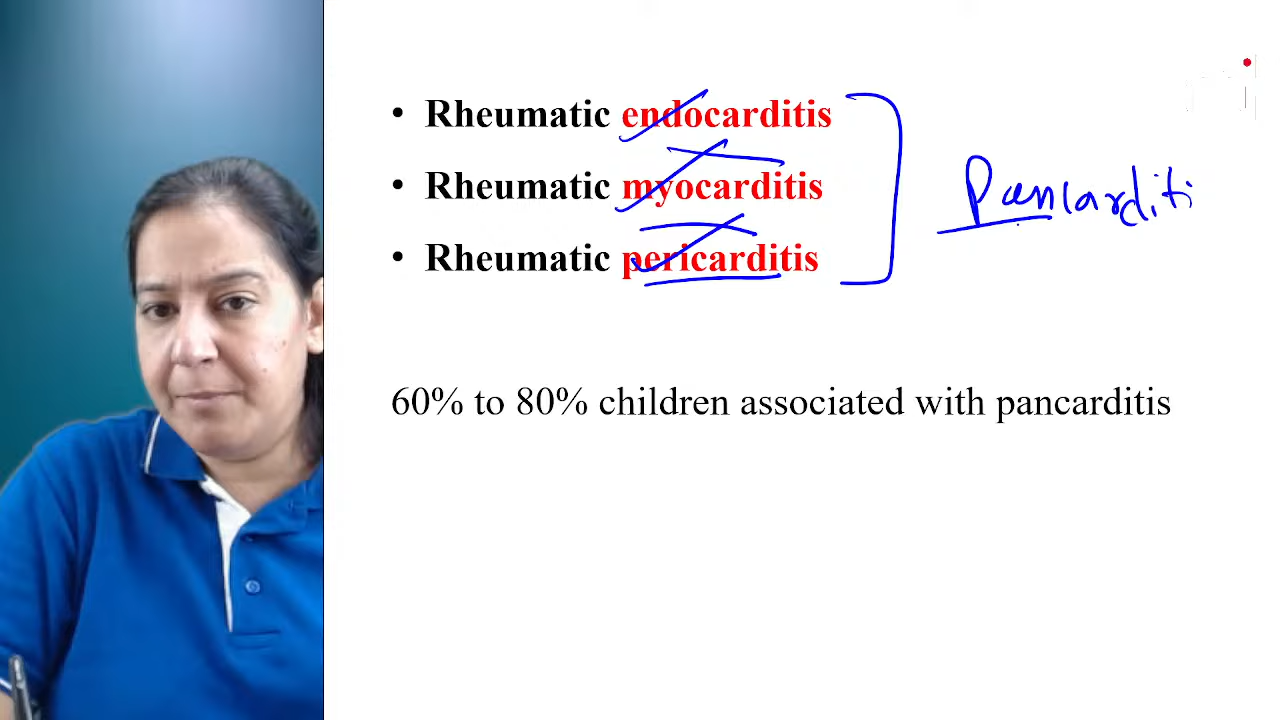 • Rheumatic endocarditis
• Rheumatic myocarditis
• Rheumatic pericarditis
Pancarditi
60% to 80% children associated with pancarditis